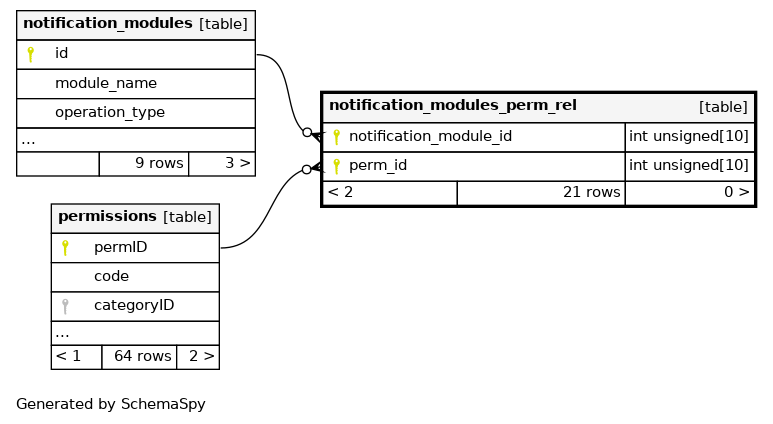 notification_modules [table]
id
module_name
operation_type
...
9 rows 3 >
notification_modules_perm_rel [table]
notification_module_id int unsigned[10]
perm_id int unsigned[10]
< 2 21 rows 0 >
permissions [table]
permID
code
categoryID
...
< 1 64 rows 2 >
Generated by SchemaSpy